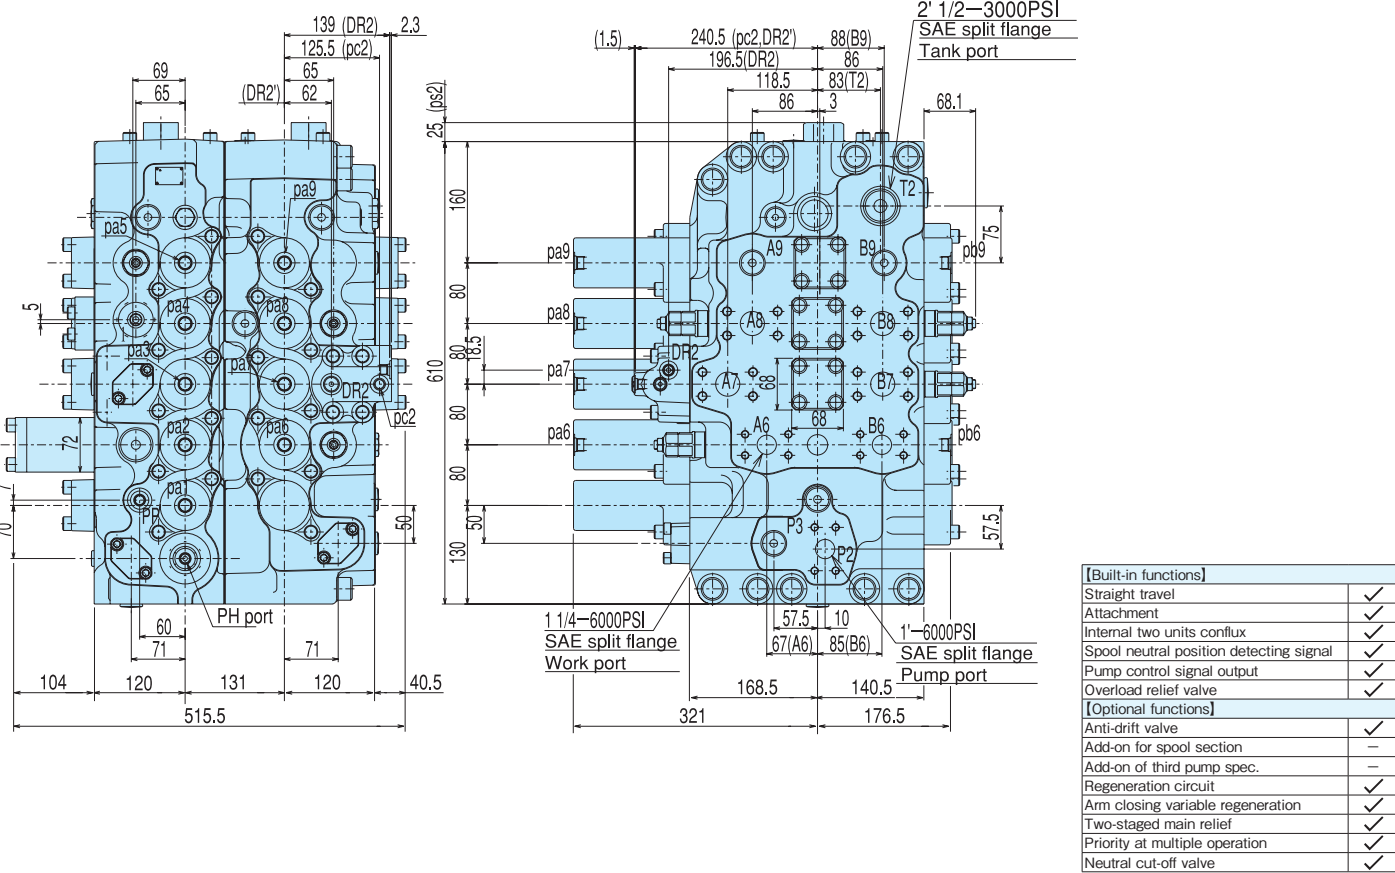 139 (DR2) 2.3
125.5 (pc2)
69 65
65 (DR2') 62
pa9
pa5
5
pa4 pa8
pa3 pa7
DR2
pc2
72
pa2 pa6
7
pa1
PP
70 50
PH port
60
71 71
104 120 131 120 40.5
515.5
2' 1/2—3000PSI
SAE split flange
Tank port
(1.5) 240.5 (pc2,DR2') 88(B9)
196.5(DR2) 86
118.5 83(T2)
86 3 68.1
25 (ps2)
T2
160 75
pa9 A9 B9 pb9
80
pa8 A8 B8
80 18.5
DR2
610
pa7 A7 68 B7
80 68
pa6 A6 B6 pb6
80
P3
50 57.5
130 P2
1 1/4—6000PSI
SAE split flange
Work port
57.5 10
67(A6) 85(B6)
1'—6000PSI
SAE split flange
Pump port
168.5 140.5
321 176.5
【Built-in functions】
Straight travel ✓
Attachment ✓
Internal two units conflux ✓
Spool neutral position detecting signal ✓
Pump control signal output ✓
Overload relief valve ✓
【Optional functions】
Anti-drift valve ✓
Add-on for spool section −
Add-on of third pump spec. −
Regeneration circuit ✓
Arm closing variable regeneration ✓
Two-staged main relief ✓
Priority at multiple operation ✓
Neutral cut-off valve ✓